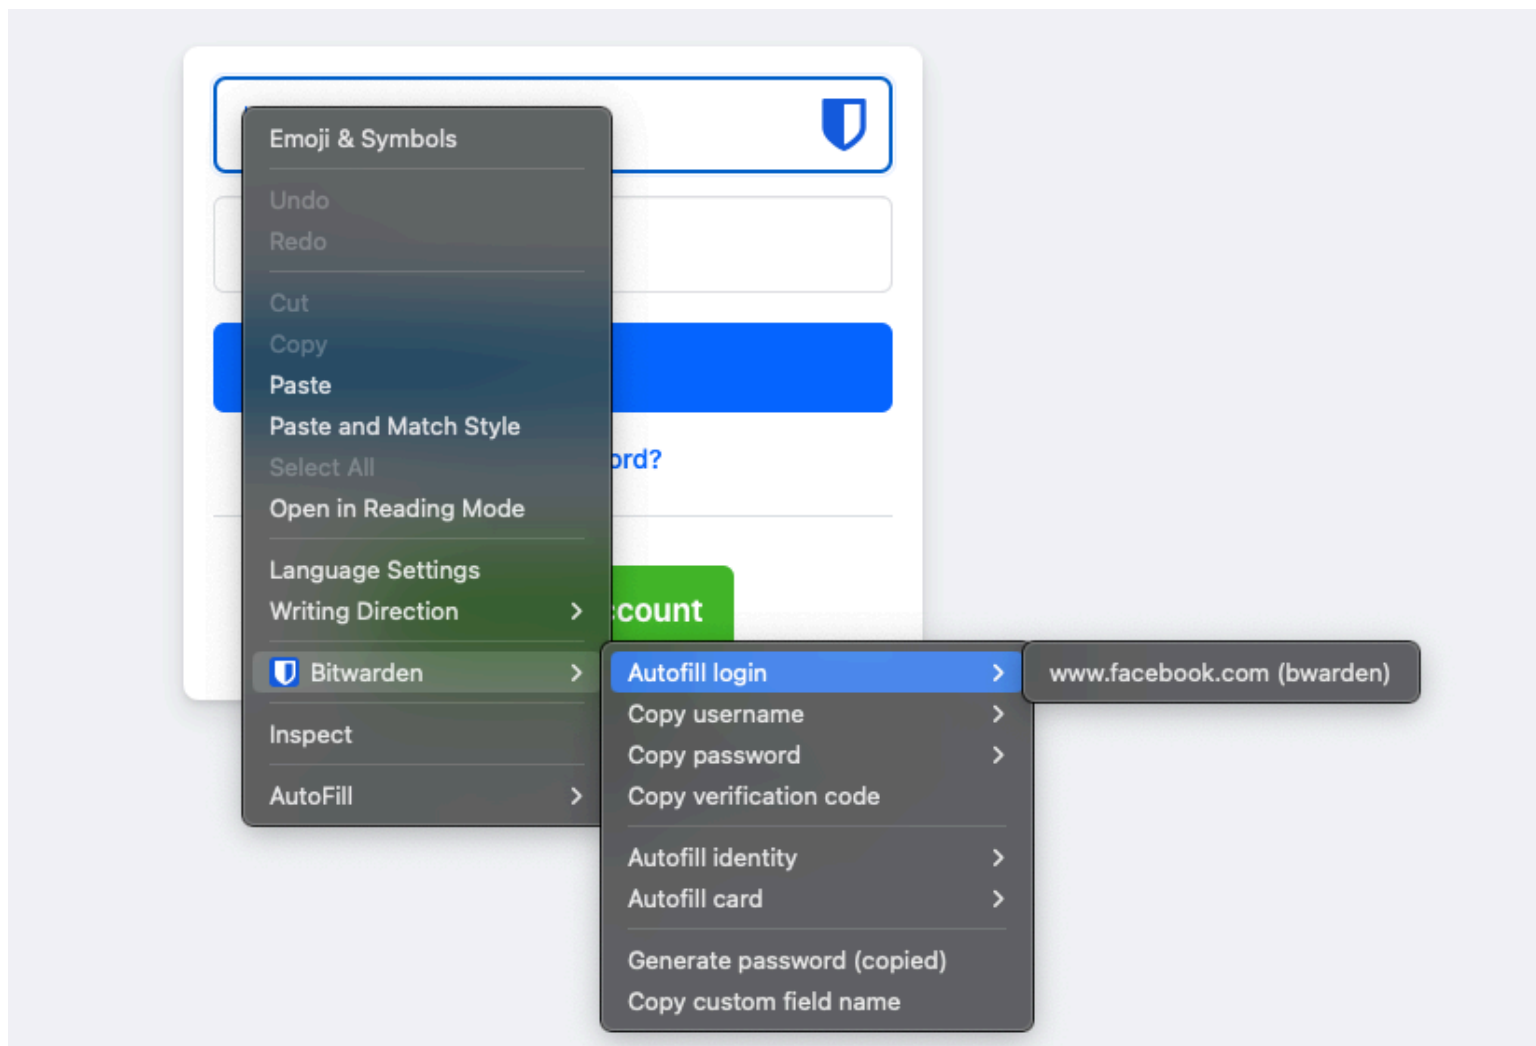 Emoji & Symbols
Undo
Redo
Cut
Copy
Paste
Paste and Match Style
Select All
ord?
Open in Reading Mode
Language Settings
Writing Direction
ccount
Bitwarden
Autofill login
www.facebook.com (bwarden)
Copy username
Inspect
Copy password
AutoFill
Copy verification code
Autofill identity
Autofill card
Generate password (copied)
Copy custom field name